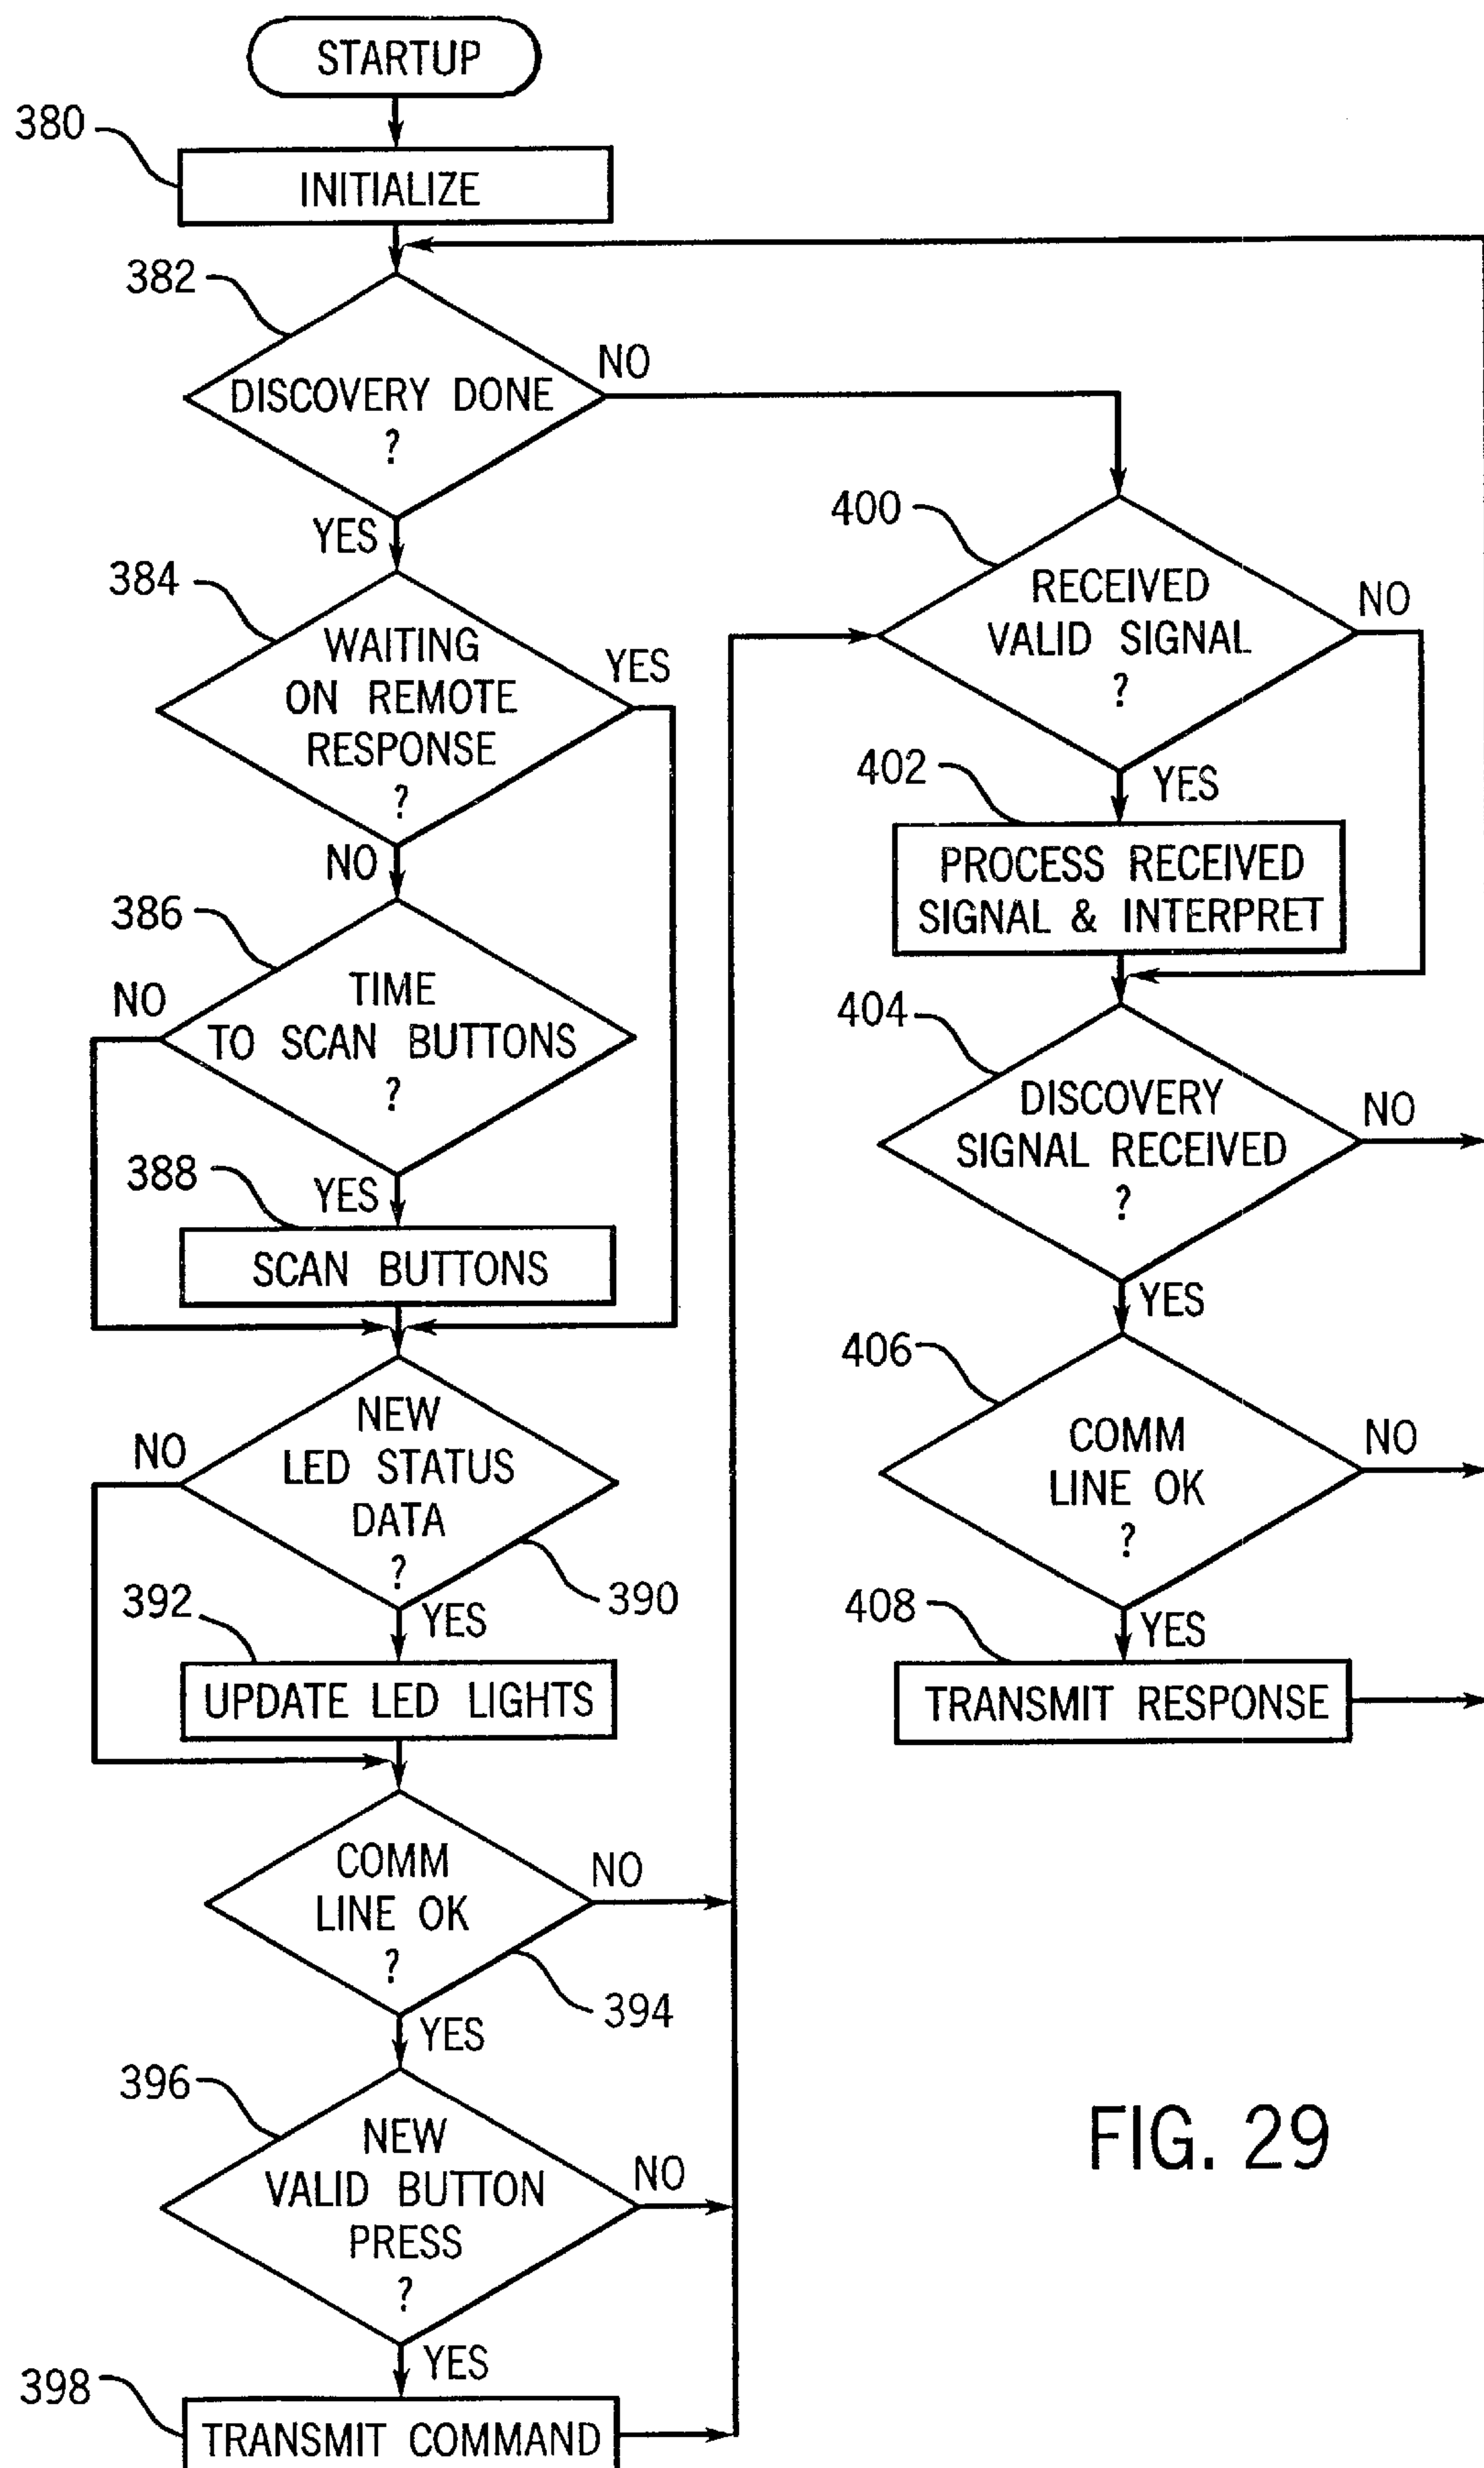 STARTUP
380
INITIALIZE
382
DISCOVERY DONE
?
NO
YES
384
WAITING
ON REMOTE
RESPONSE
?
YES
NO
386
TIME
TO SCAN BUTTONS
?
NO
YES
388
SCAN BUTTONS
NEW
LED STATUS
DATA
?
NO
390
YES
392
UPDATE LED LIGHTS
COMM
LINE OK
?
NO
394
YES
396
NEW
VALID BUTTON
PRESS
?
NO
YES
398
TRANSMIT COMMAND
400
RECEIVED
VALID SIGNAL
?
NO
YES
402
PROCESS RECEIVED
SIGNAL & INTERPRET
404
DISCOVERY
SIGNAL RECEIVED
?
NO
YES
406
COMM
LINE OK
?
NO
YES
408
TRANSMIT RESPONSE
FIG. 29